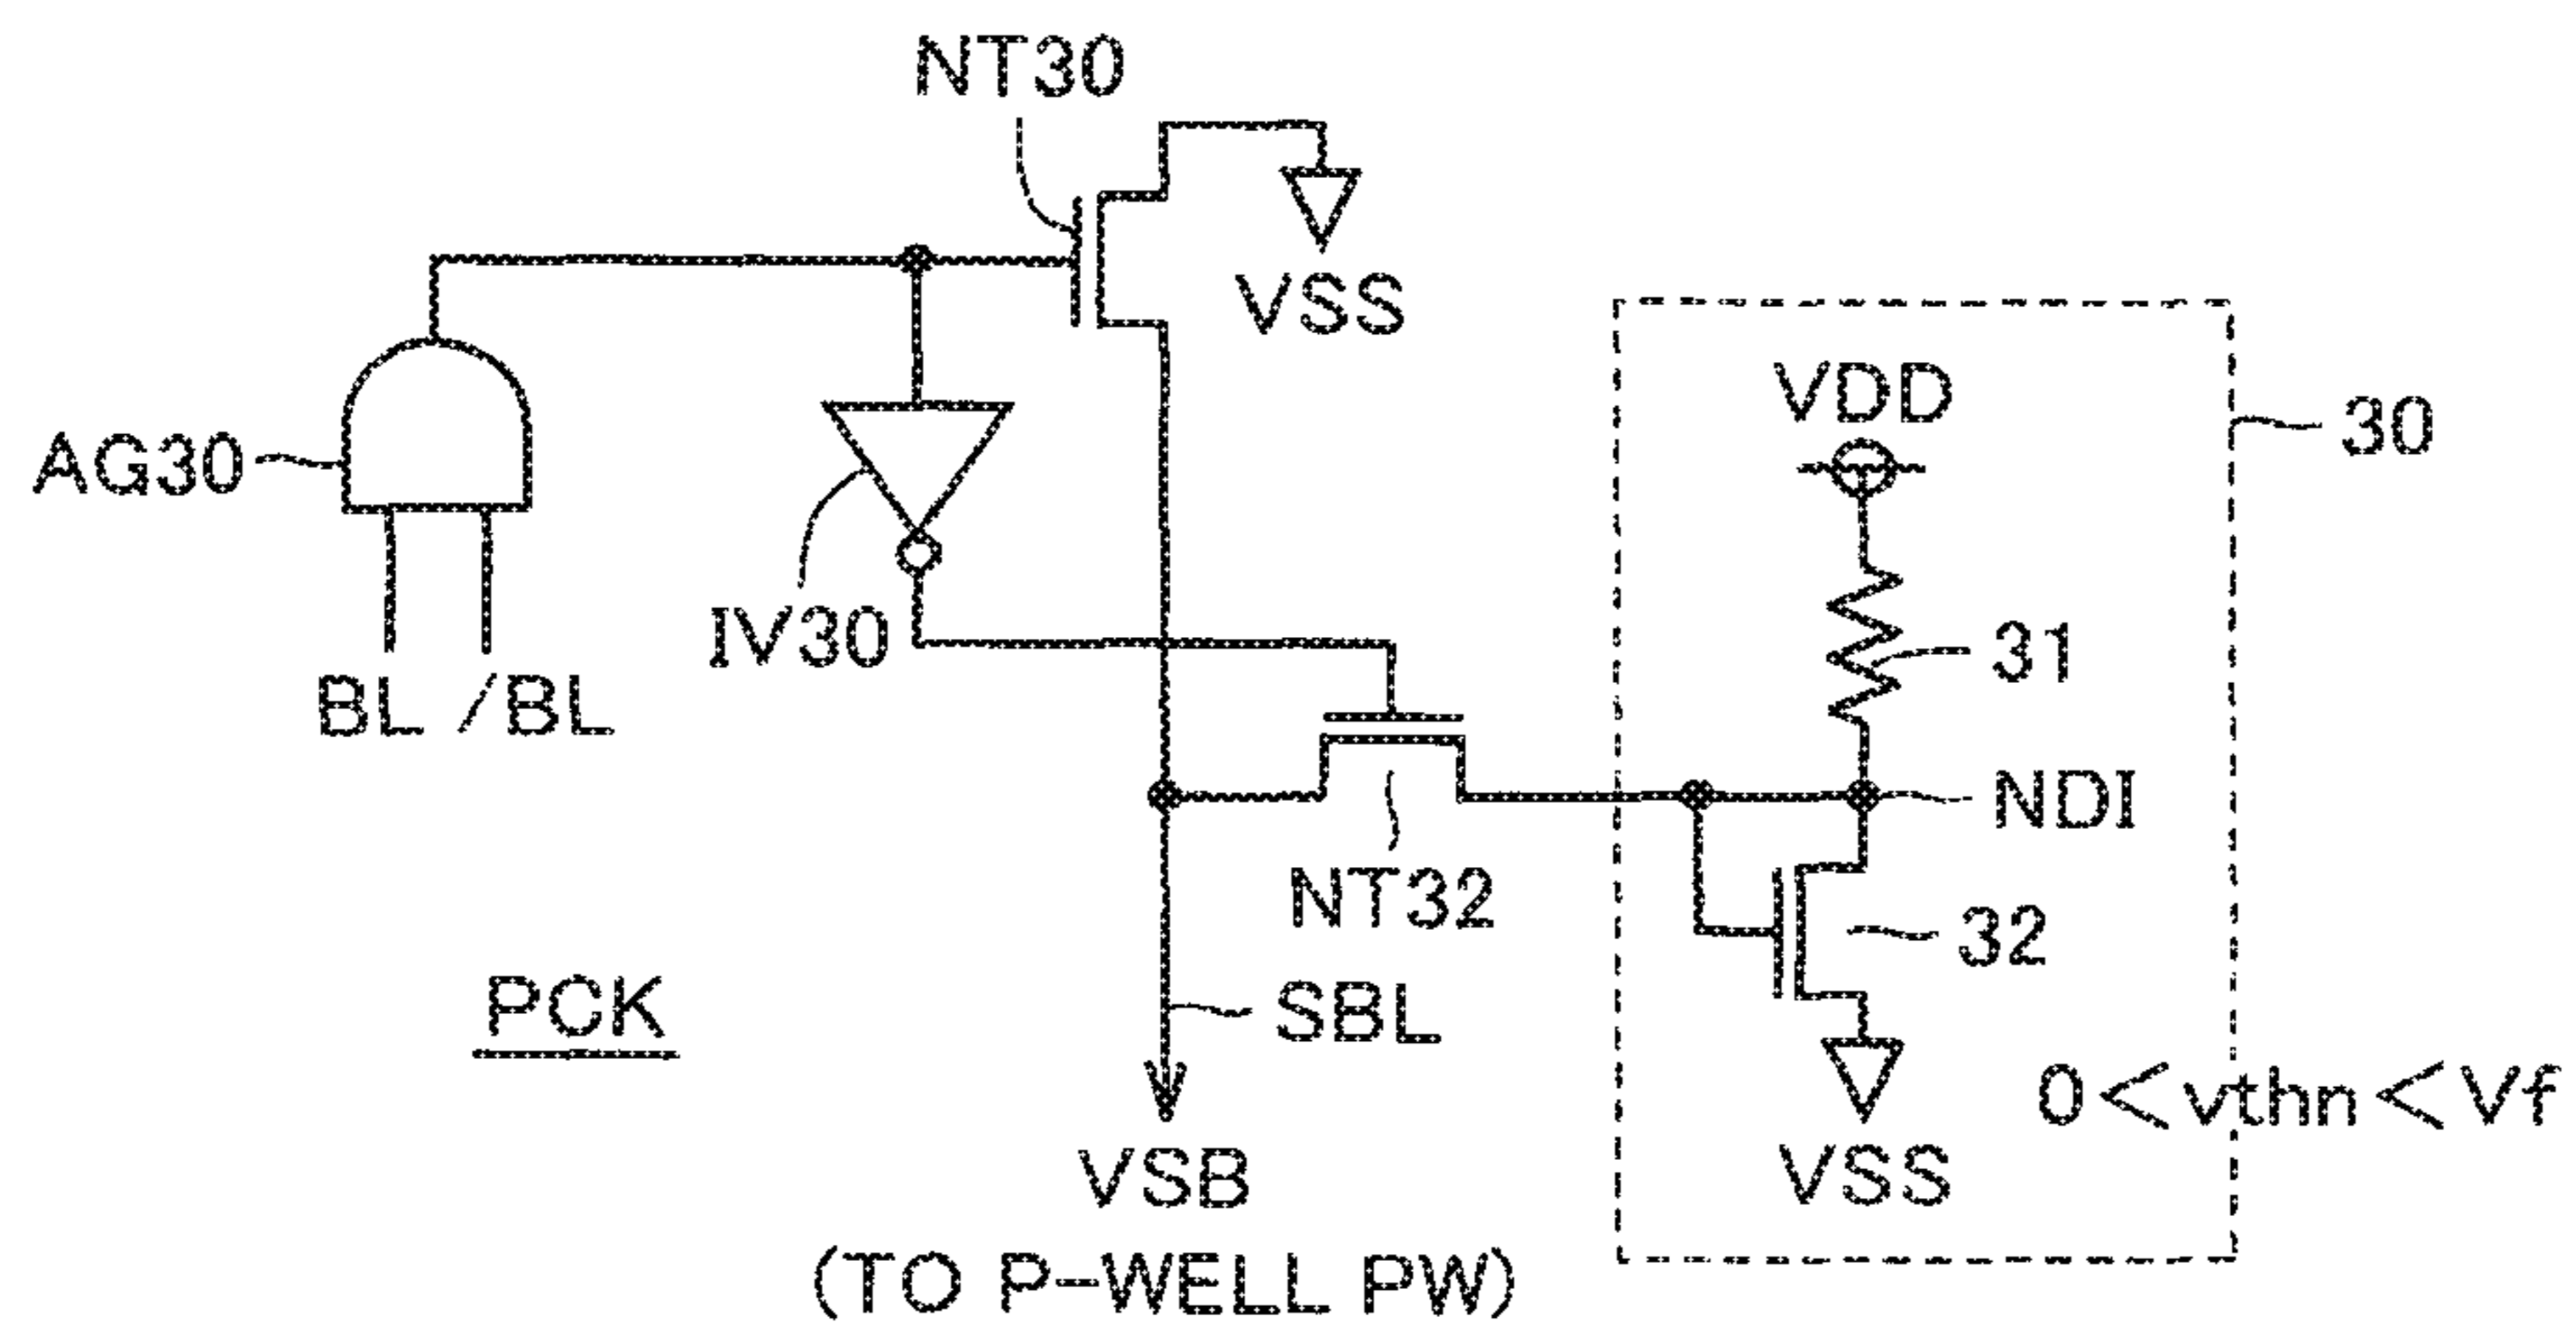 NT30
VSS
VDD
30
AG30
IV30
31
BL /BL
NDI
NT32
32
PCK
SBL
0<vthn<Vf
VSB
VSS
(TO P-WELL PW)